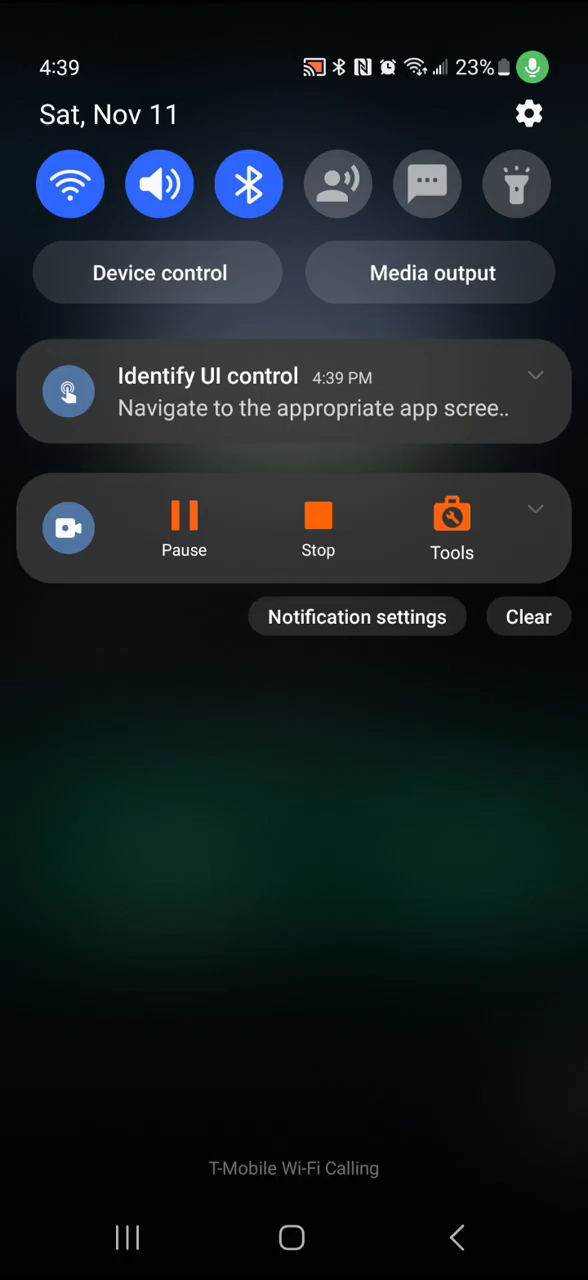 4:39
23%
Sat, Nov 11
Device control
Media output
Identify UI control 4:39 PM
Navigate to the appropriate app scree..
Pause
Stop
Tools
Notification settings
Clear
T-Mobile Wi-Fi Calling